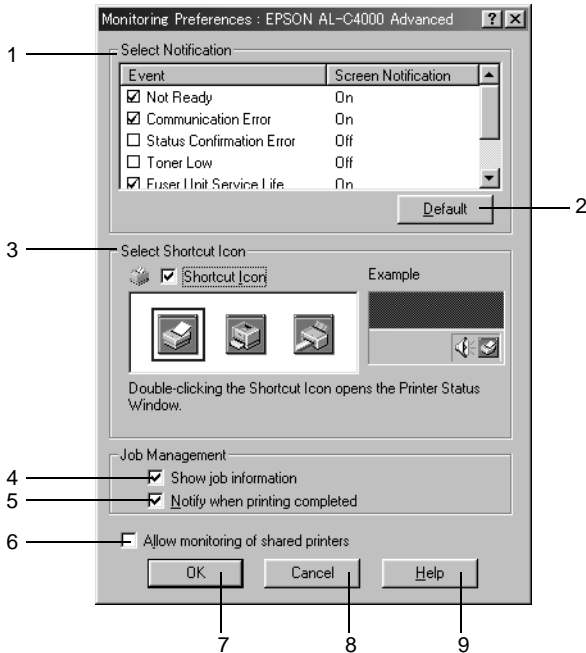 Monitoring Preferences : EPSON AL-C4000 Advanced
1
Select Notification
Event Screen Notification
Not Ready On
Communication Error On
Status Confirmation Error Off
Toner Low Off
Fuser Unit Service Life On
Default
2
3
Select Shortcut Icon
Shortcut Icon
Example
Double-clicking the Shortcut Icon opens the Printer Status
Window.
Job Management
4
Show job information
5
Notify when printing completed
6
Allow monitoring of shared printers
OK Cancel Help
7 8 9